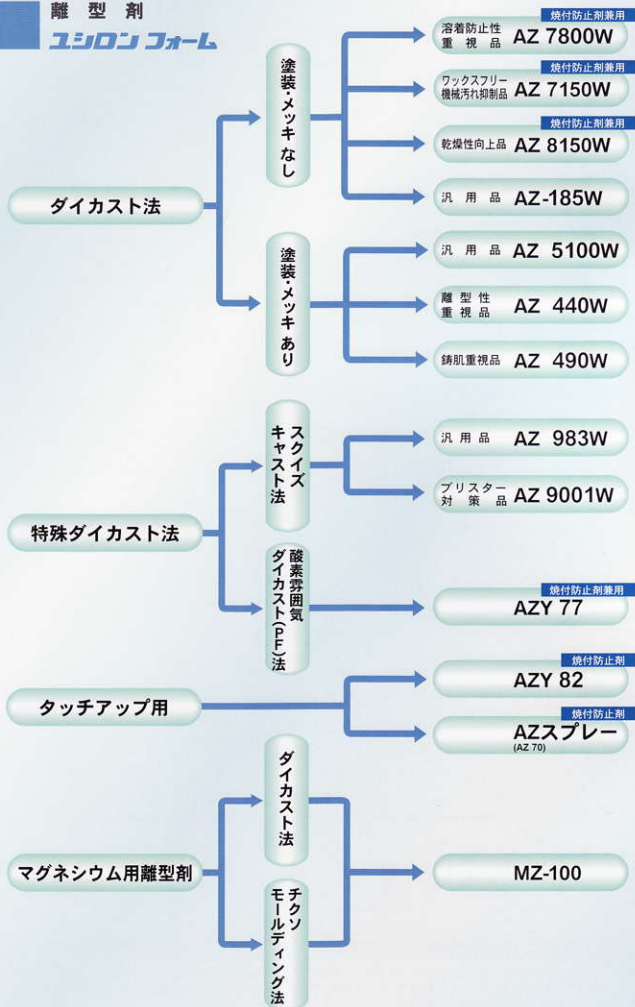 離型剤
ユシロン フォーム
ダイカスト法
塗装・メッキ なし
焼付防止剤兼用
溶着防止性
重視品
AZ 7800W
焼付防止剤兼用
ワックスフリー
機械汚れ抑制品
AZ 7150W
焼付防止剤兼用
乾燥性向上品 AZ 8150W
汎用品 AZ-185W
塗装・メッキ あり
汎用品 AZ 5100W
離型性
重視品
AZ 440W
鋳肌重視品 AZ 490W
特殊ダイカスト法
スクイズ
キャスト法
汎用品 AZ 983W
ブリスター
対策品
AZ 9001W
酸素雰囲気
ダイカスト(PF)法
焼付防止剤兼用
AZY 77
タッチアップ用
焼付防止剤
AZY 82
焼付防止剤
AZスプレー
(AZ 70)
マグネシウム用離型剤
ダイカスト法
チクソ
モールディング法
MZ-100